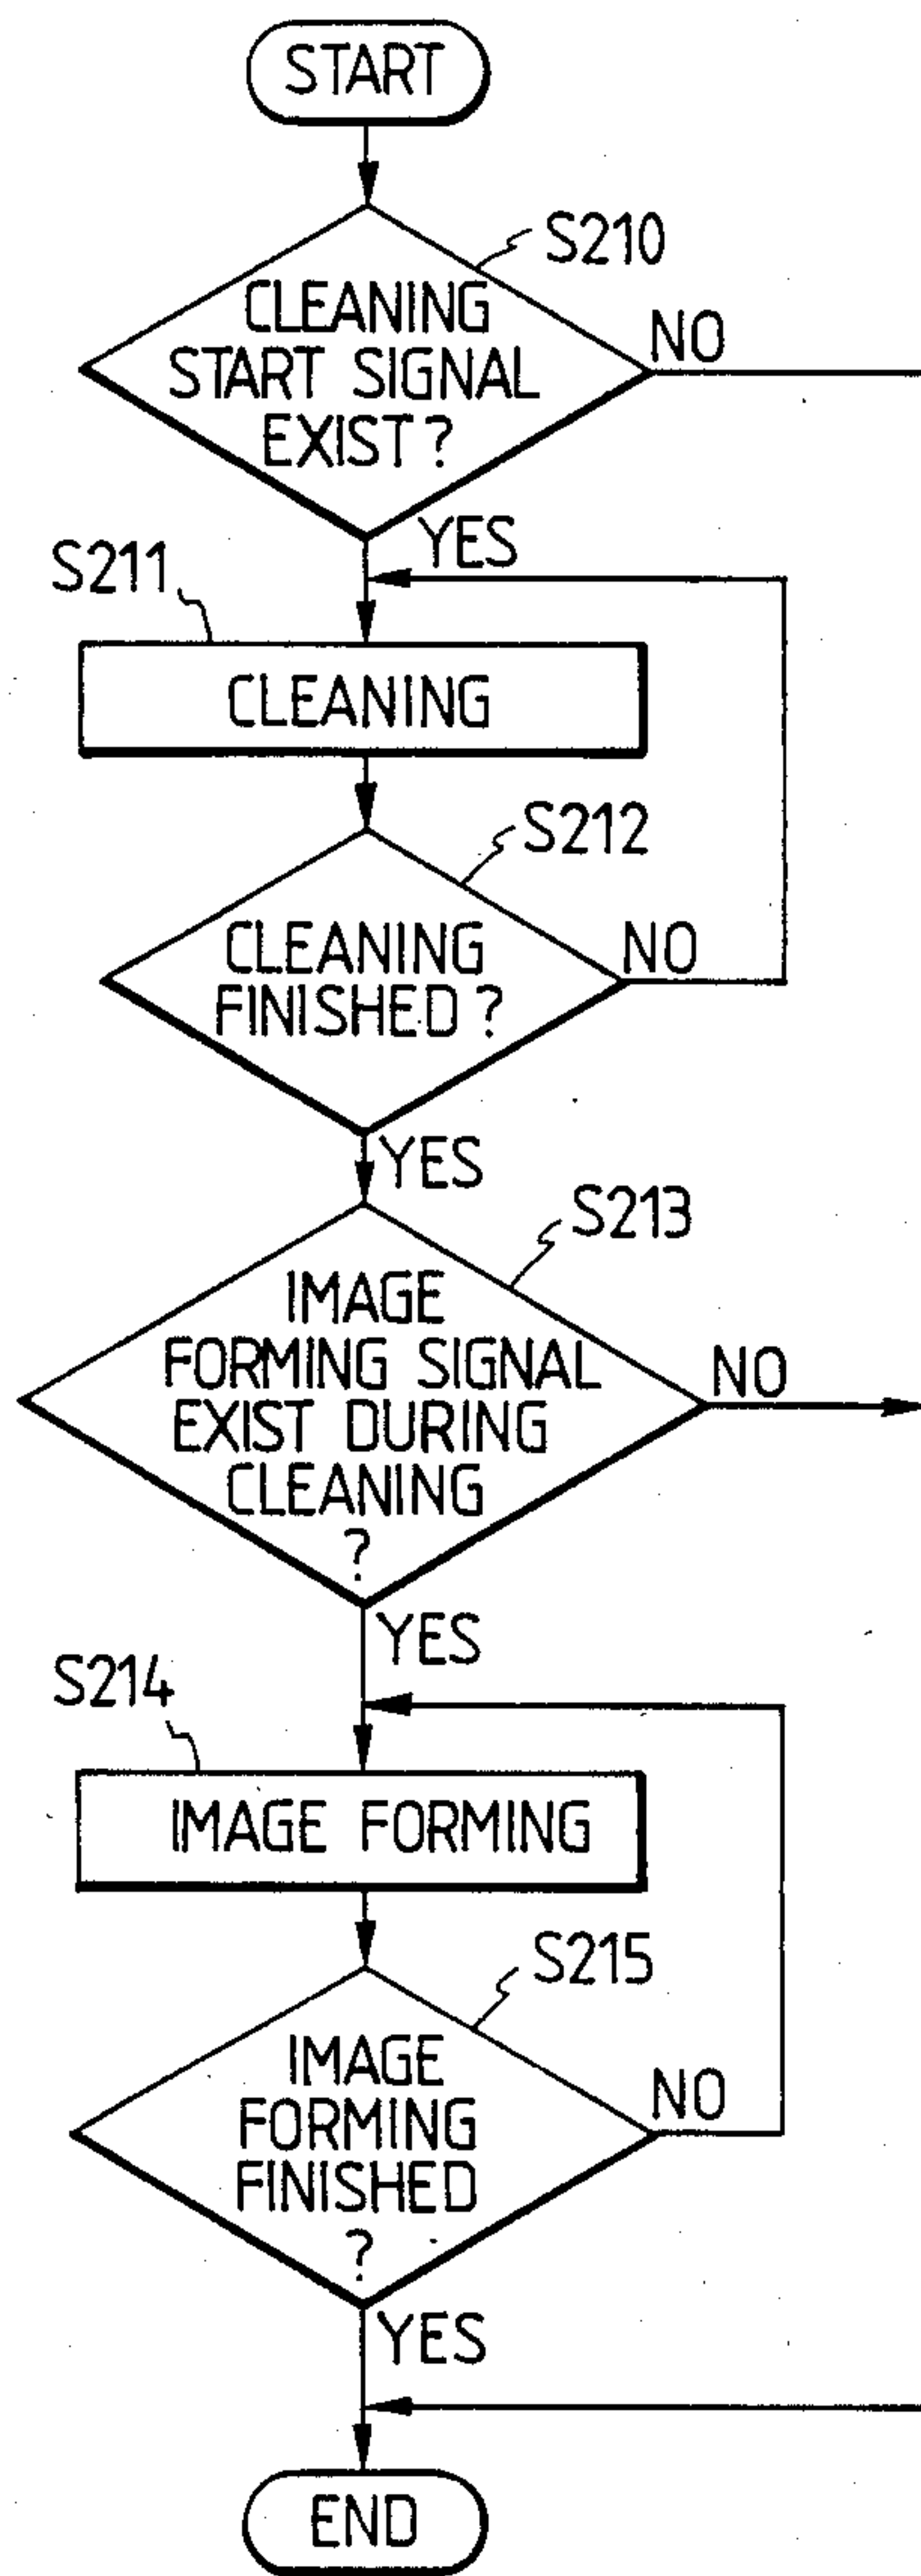 START
S210
CLEANING
START SIGNAL
EXIST?
NO
YES
S211
CLEANING
S212
CLEANING
FINISHED?
NO
YES
S213
IMAGE
FORMING SIGNAL
EXIST DURING
CLEANING
?
NO
YES
S214
IMAGE FORMING
S215
IMAGE
FORMING
FINISHED
?
NO
YES
END